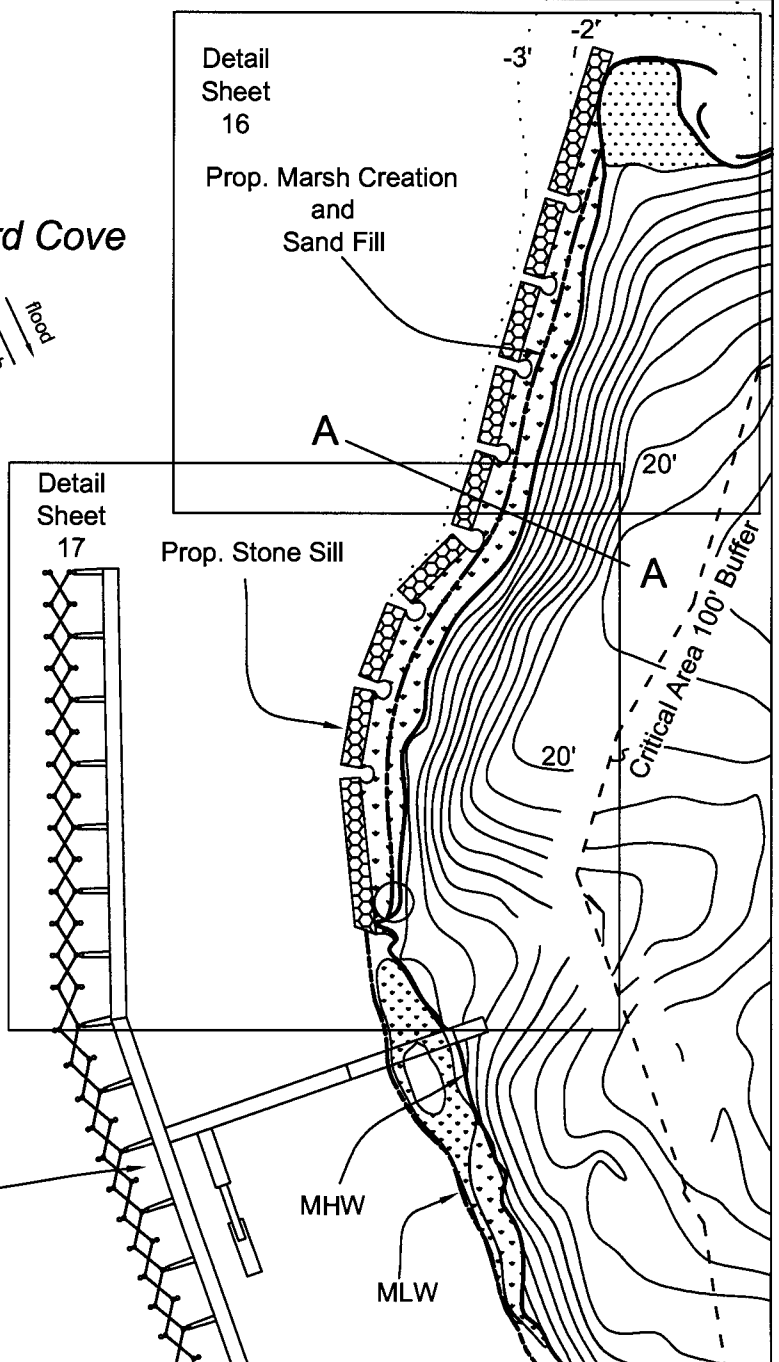 -3'
-2'
Detail
Sheet
16
Prop. Marsh Creation
and
Sand Fill
Cove
flood
A
20'
Detail
Sheet
17
Prop. Stone Sill
A
Critical Area 100' Buffer
20'
MHW
MLW